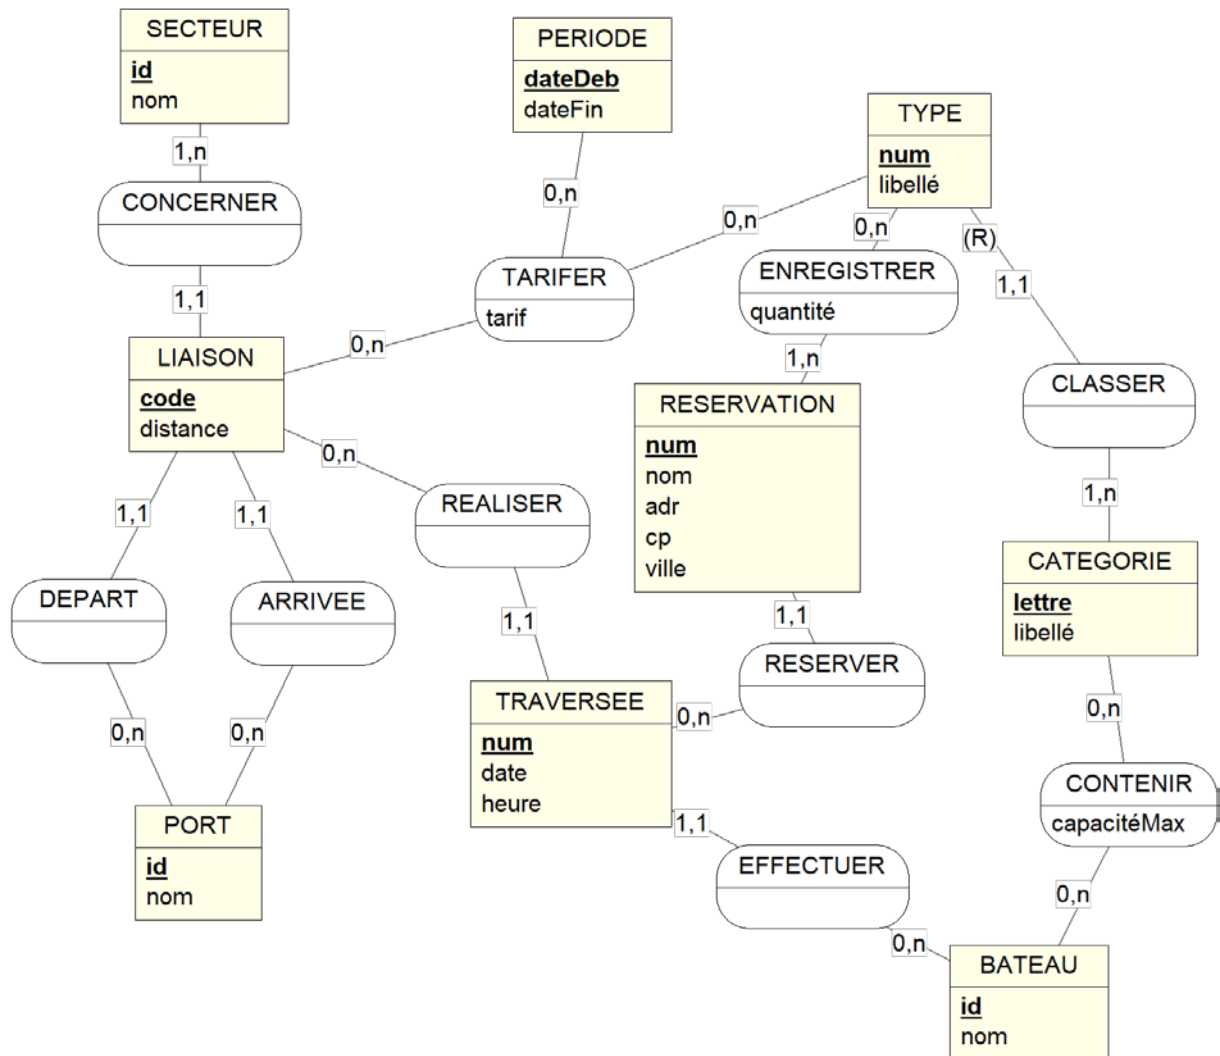 SECTEUR
id
nom
1,n
CONCERNER
1,1
PERIODE
dateDeb
dateFin
0,n
TYPE
num
libellé
0,n
0,n
(R)
1,1
TARIFER
tarif
0,n
ENREGISTRER
quantité
1,n
LIAISON
code
distance
0,n
1,1
1,1
REALISER
1,1
RESERVATION
num
nom
adr
cp
ville
1,1
CLASSER
1,n
CATEGORIE
lettre
libellé
0,n
DEPART
ARRIVEE
0,n
0,n
PORT
id
nom
TRAVERSEE
num
date
heure
0,n
RESERVER
1,1
EFFECTUER
0,n
CONTENIR
capacitéMax
0,n
BATEAU
id
nom